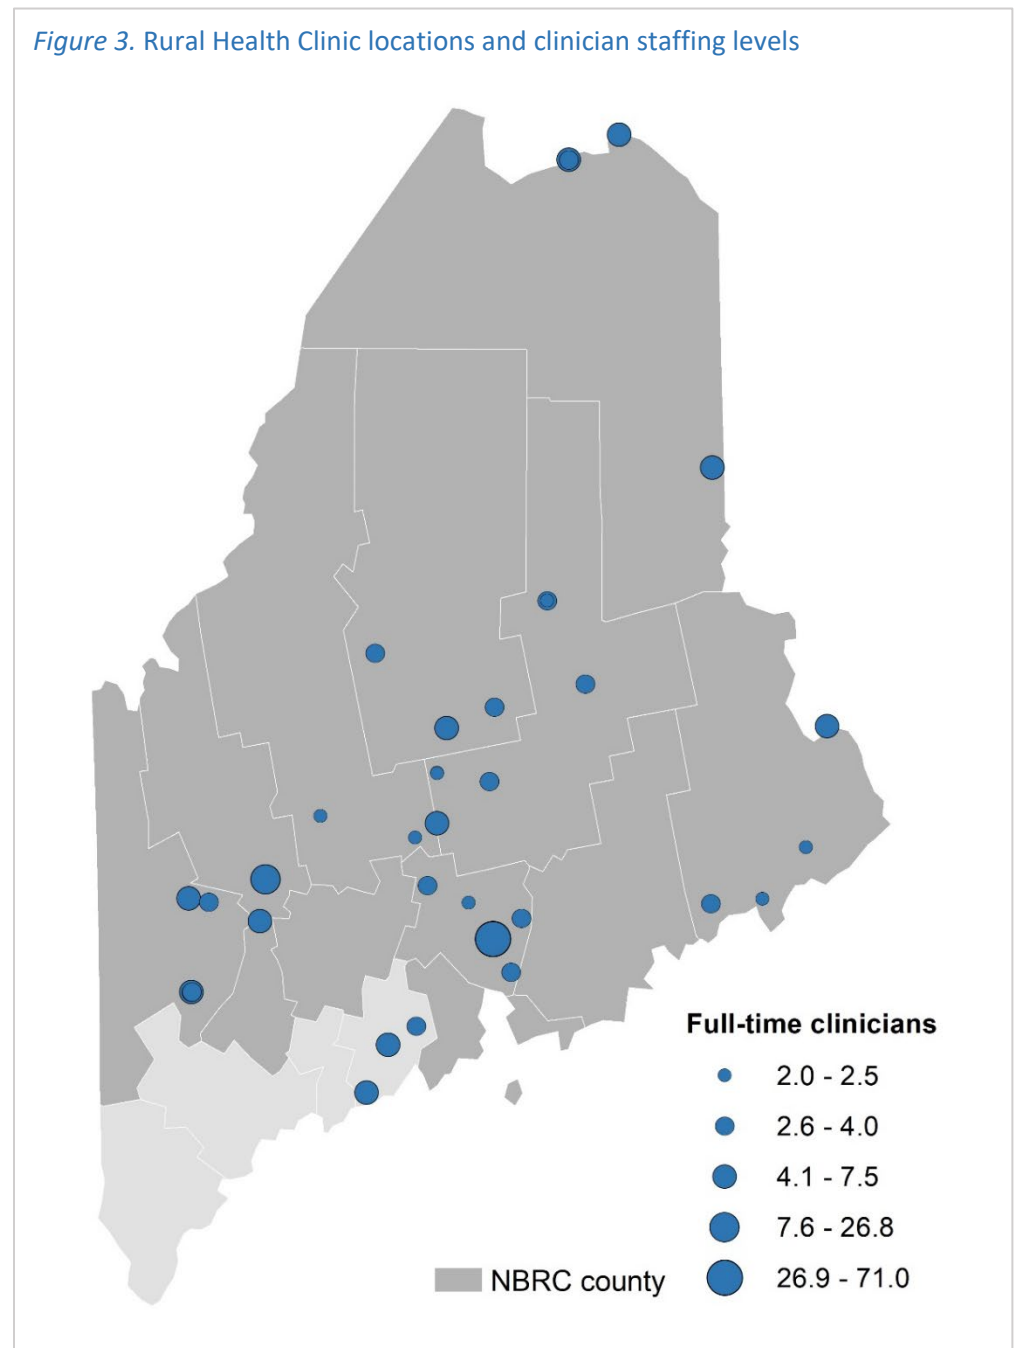 Figure 3. Rural Health Clinic locations and clinician staffing levels
Full-time clinicians
2.0 - 2.5
2.6 - 4.0
4.1 - 7.5
7.6 - 26.8
26.9 - 71.0
NBRC county